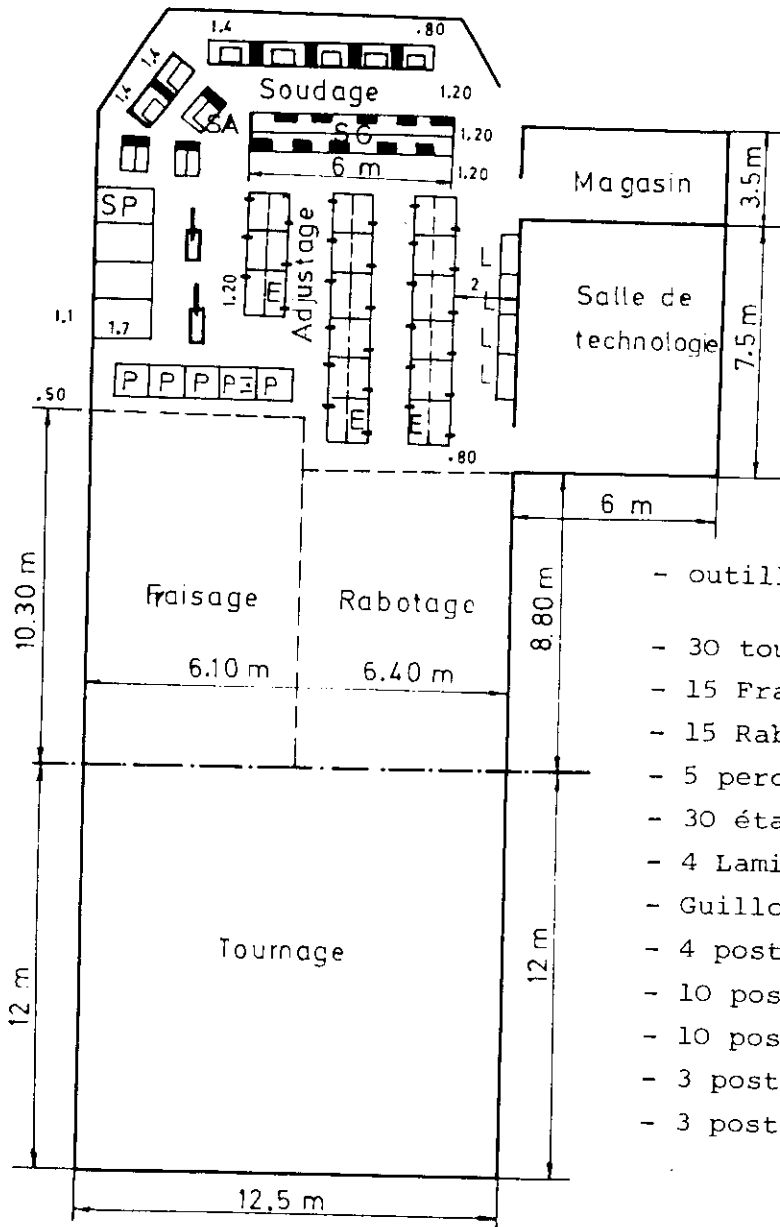 1.4
.80
1.4
1.4
Soudage
1.20
SA
SG
1.20
6 m
1.20
Magasin
3.5 m
SP
Adjustage
1.20
E
2
L
L
L
L
Salle de
technologie
7.5 m
1.1
1.7
P P P P P
.50
E
E
.80
6 m
10.30 m
8.80 m
Fraisage
Rabotage
6.10 m
6.40 m
Tournage
12 m
12 m
12.5 m
- outill
- 30 tou
- 15 Fra
- 15 Rab
- 5 perc
- 30 éta
- 4 Lami
- Guillo
- 4 post
- 10 pos
- 10 pos
- 3 post
- 3 post